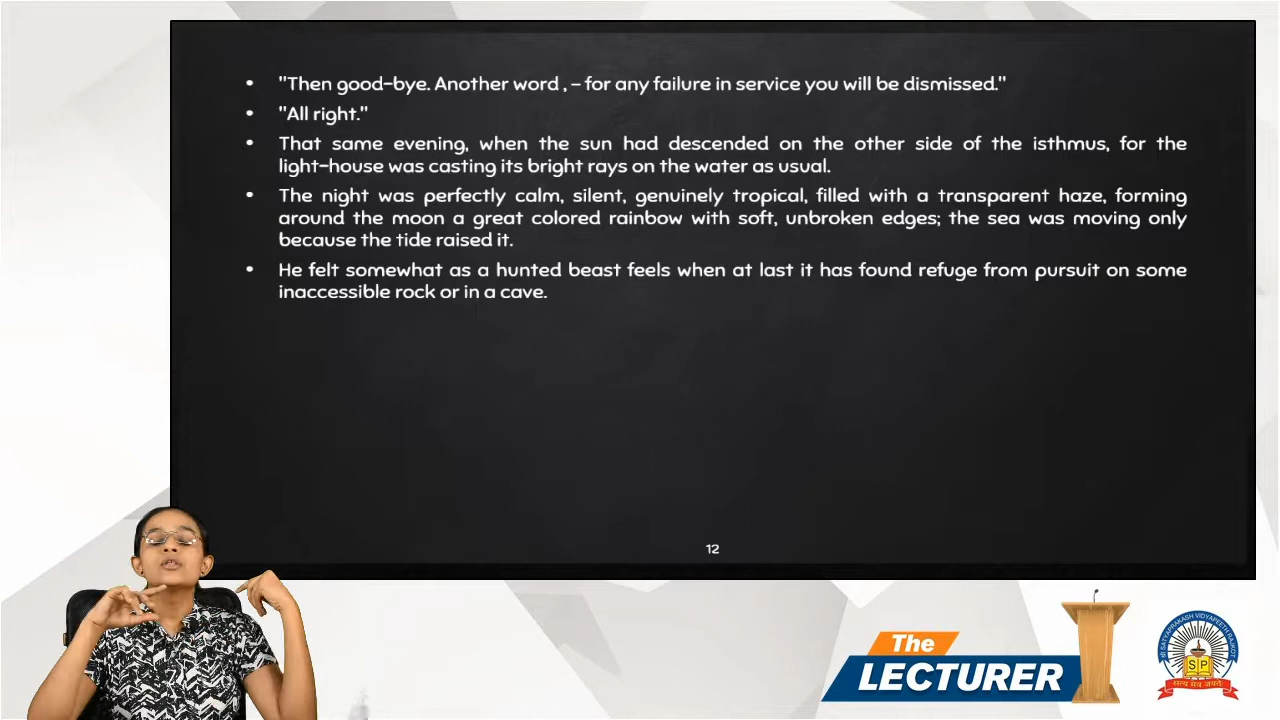 • "Then good-bye. Another word , – for any failure in service you will be dismissed."
• "All right."
• That same evening, when the sun had descended on the other side of the isthmus, for the
light-house was casting its bright rays on the water as usual.
• The night was perfectly calm, silent, genuinely tropical, filled with a transparent haze, forming
around the moon a great colored rainbow with soft, unbroken edges; the sea was moving only
because the tide raised it.
• He felt somewhat as a hunted beast feels when at last it has found refuge from pursuit on some
inaccessible rock or in a cave.
12
The
LECTURER
SATYAPRAKASH VIDYAPEETH RAJKOT
S P
सत्य मेव जयते